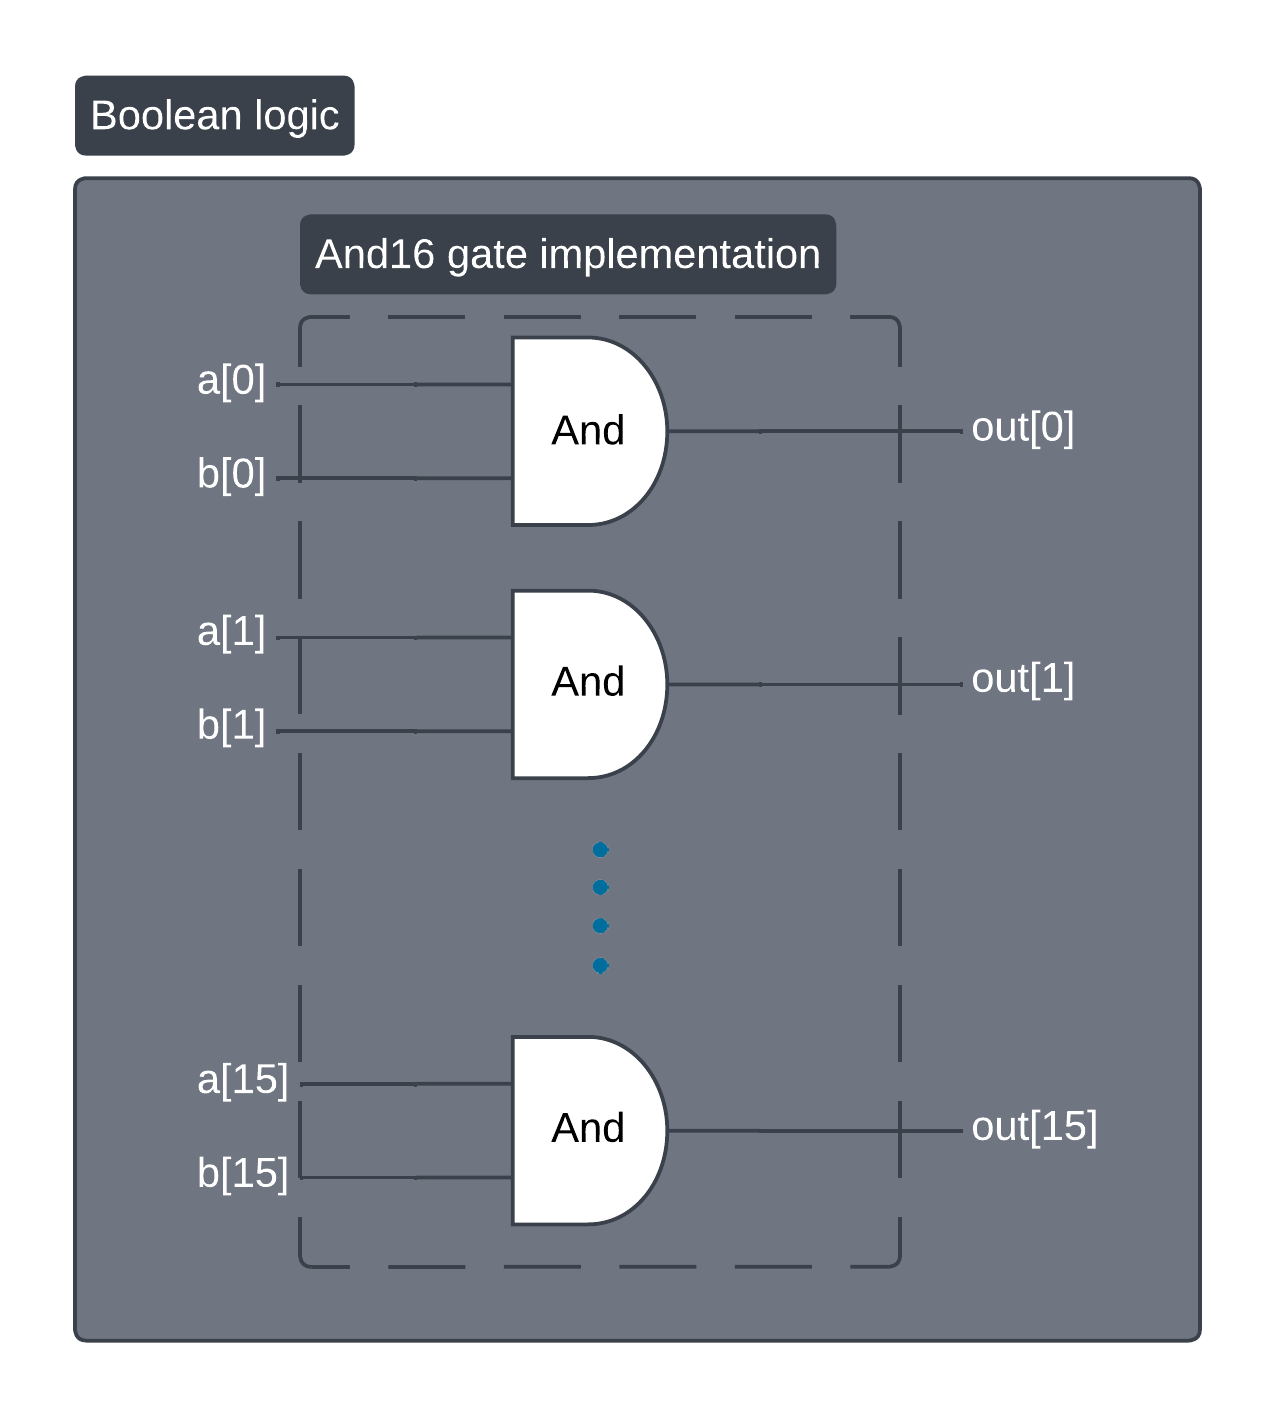 Boolean logic
And16 gate implementation
a[0]
And
out[0]
b[0]
a[1]
And
out[1]
b[1]
a[15]
And
out[15]
b[15]